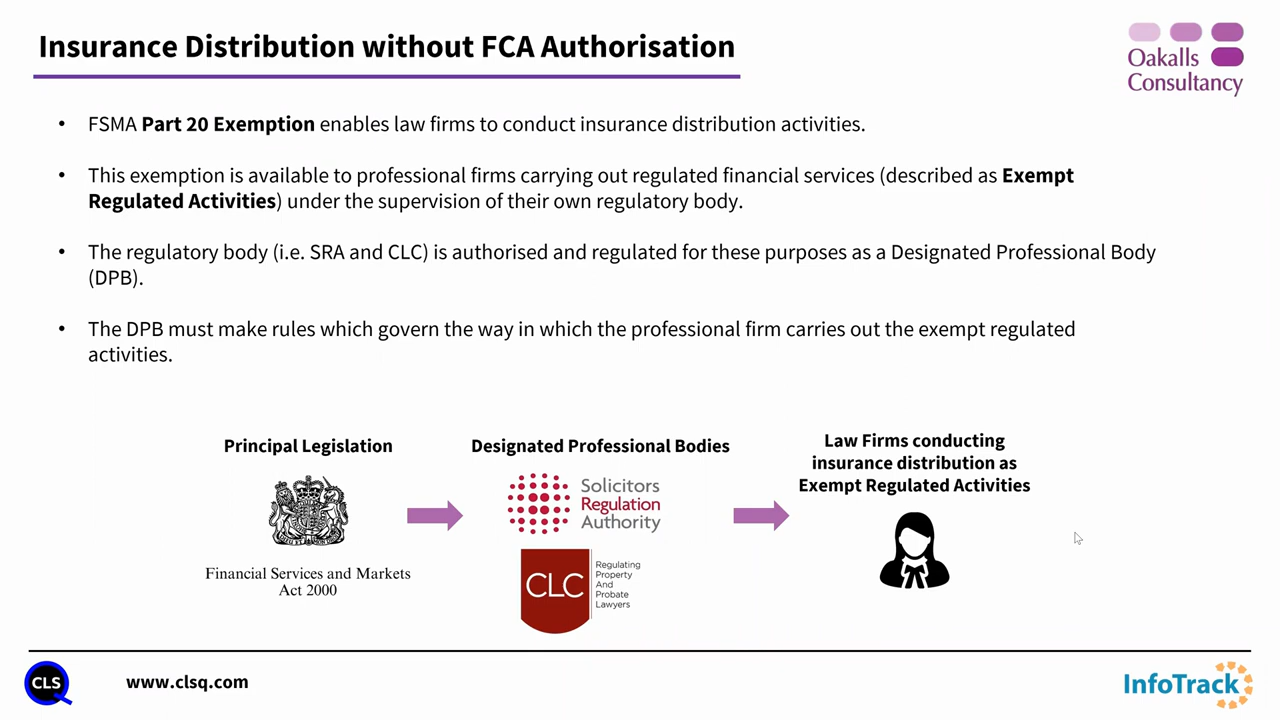 Insurance Distribution without FCA Authorisation
Oakalls
Consultancy
• FSMA Part 20 Exemption enables law firms to conduct insurance distribution activities.
• This exemption is available to professional firms carrying out regulated financial services (described as Exempt
Regulated Activities) under the supervision of their own regulatory body.
• The regulatory body (i.e. SRA and CLC) is authorised and regulated for these purposes as a Designated Professional Body
(DPB).
• The DPB must make rules which govern the way in which the professional firm carries out the exempt regulated
activities.
Principal Legislation
Financial Services and Markets
Act 2000
Designated Professional Bodies
Solicitors
Regulation
Authority
CLC
Regulating
Property
And
Probate
Lawyers
Law Firms conducting
insurance distribution as
Exempt Regulated Activities
CLS
www.clsq.com
InfoTrack